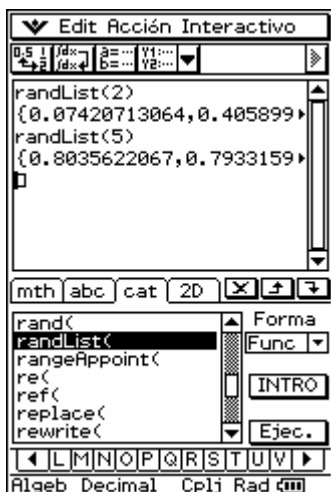 Edit Acción Interactivo
randList(2)
{0.07420713064,0.405899
randList(5)
{0.8035622067,0.7933159
mth abc cat 2D
rand(
randList(
rangeAppoint(
re(
ref(
replace(
rewrite(
Forma
Func
INTRO
Ejec.
L M N O P Q R S T U V
Algeb Decimal Cplj Rad